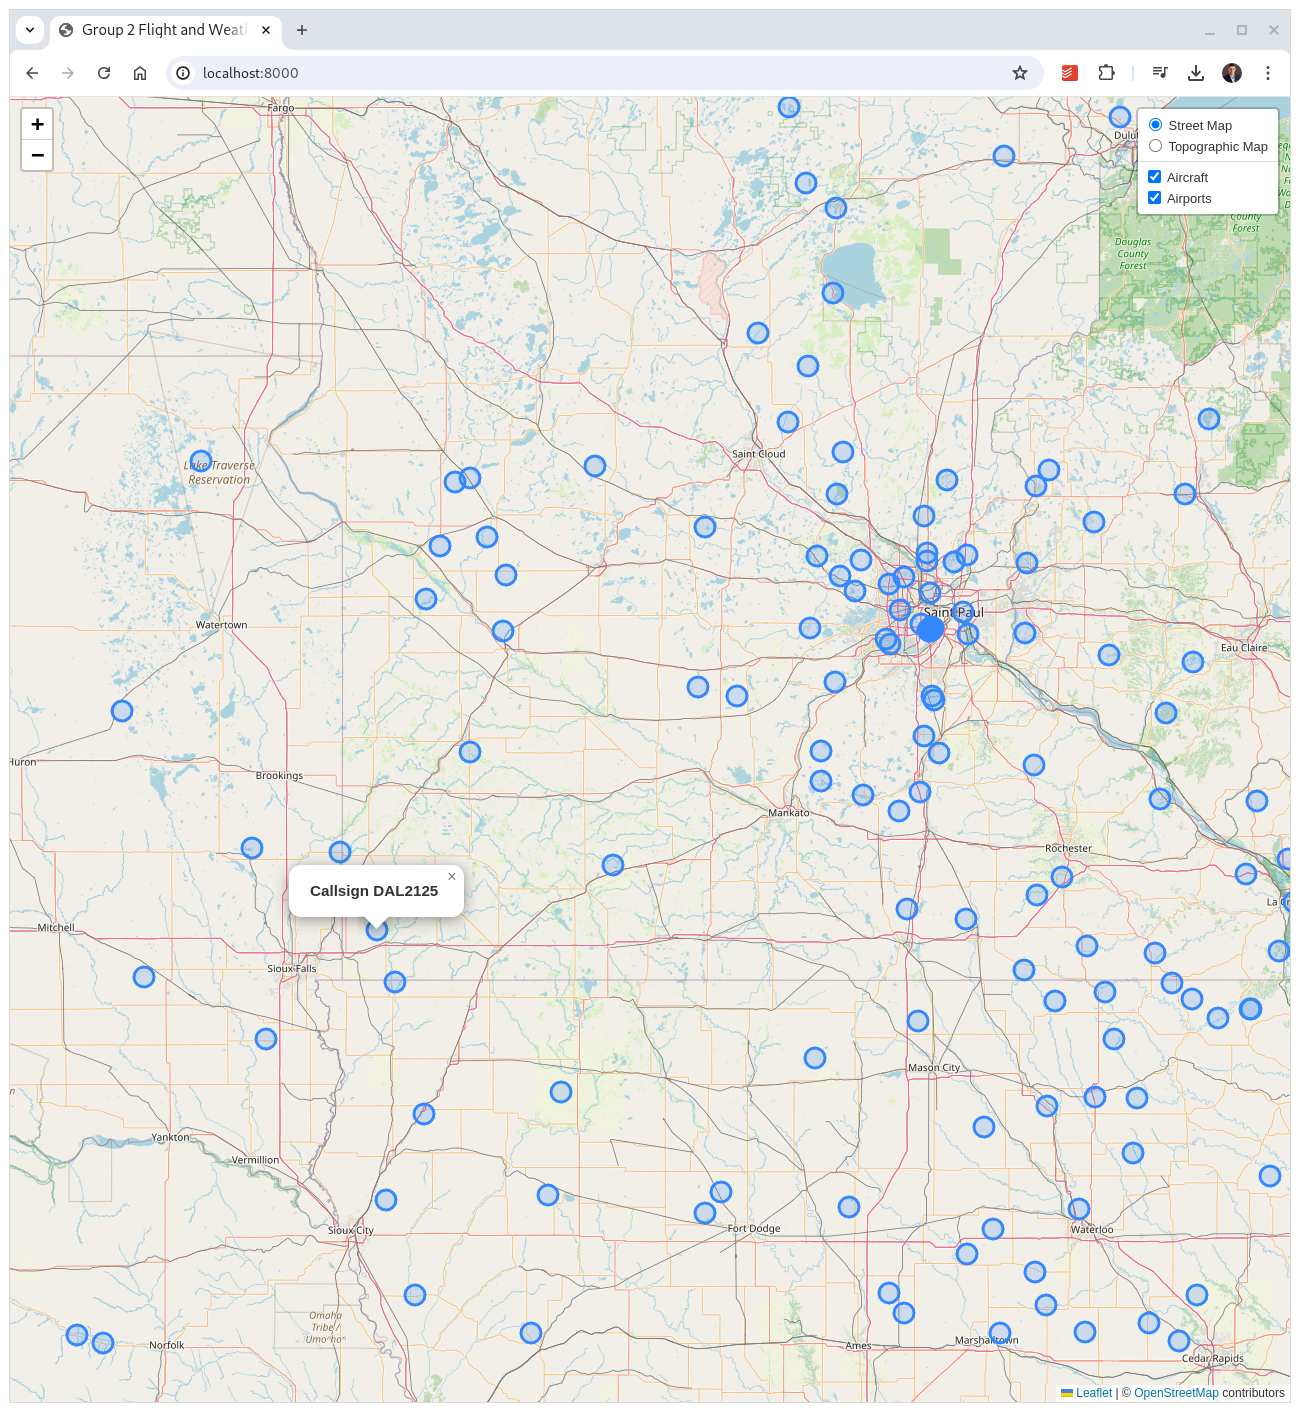 Group 2 Flight and Weath
localhost:8000
+
−
Street Map
Topographic Map
Aircraft
Airports
Fargo
Dulut
County
Forest
Douglas
County
Forest
Saint Cloud
Lake Traverse
Reservation
Saint Paul
Watertown
Eau Claire
Huron
Brookings
Mankato
Rochester
Callsign DAL2125
×
La Cr
Mitchell
Sioux Falls
Mason City
Yankton
Vermillion
Sioux City
Fort Dodge
Waterloo
Omaha
Tribe /
Umoⁿhoⁿ
Norfolk
Ames
Marshalltown
Cedar Rapids
Leaflet | © OpenStreetMap contributors